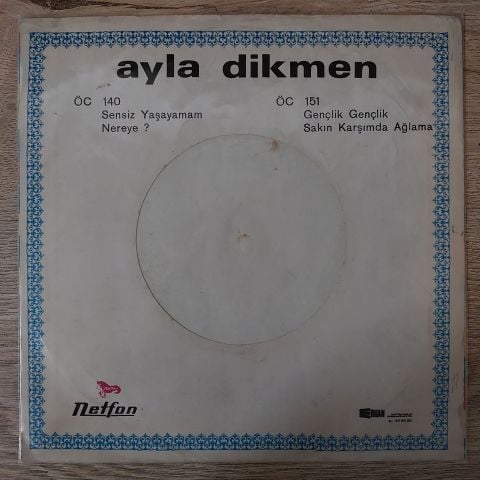 ayla dikmen
ÖC 140
Sensiz Yaşayamam
Nereye ?
ÖC 151
Gençlik Gençlik
Sakın Karşımda Ağlama
Netfon